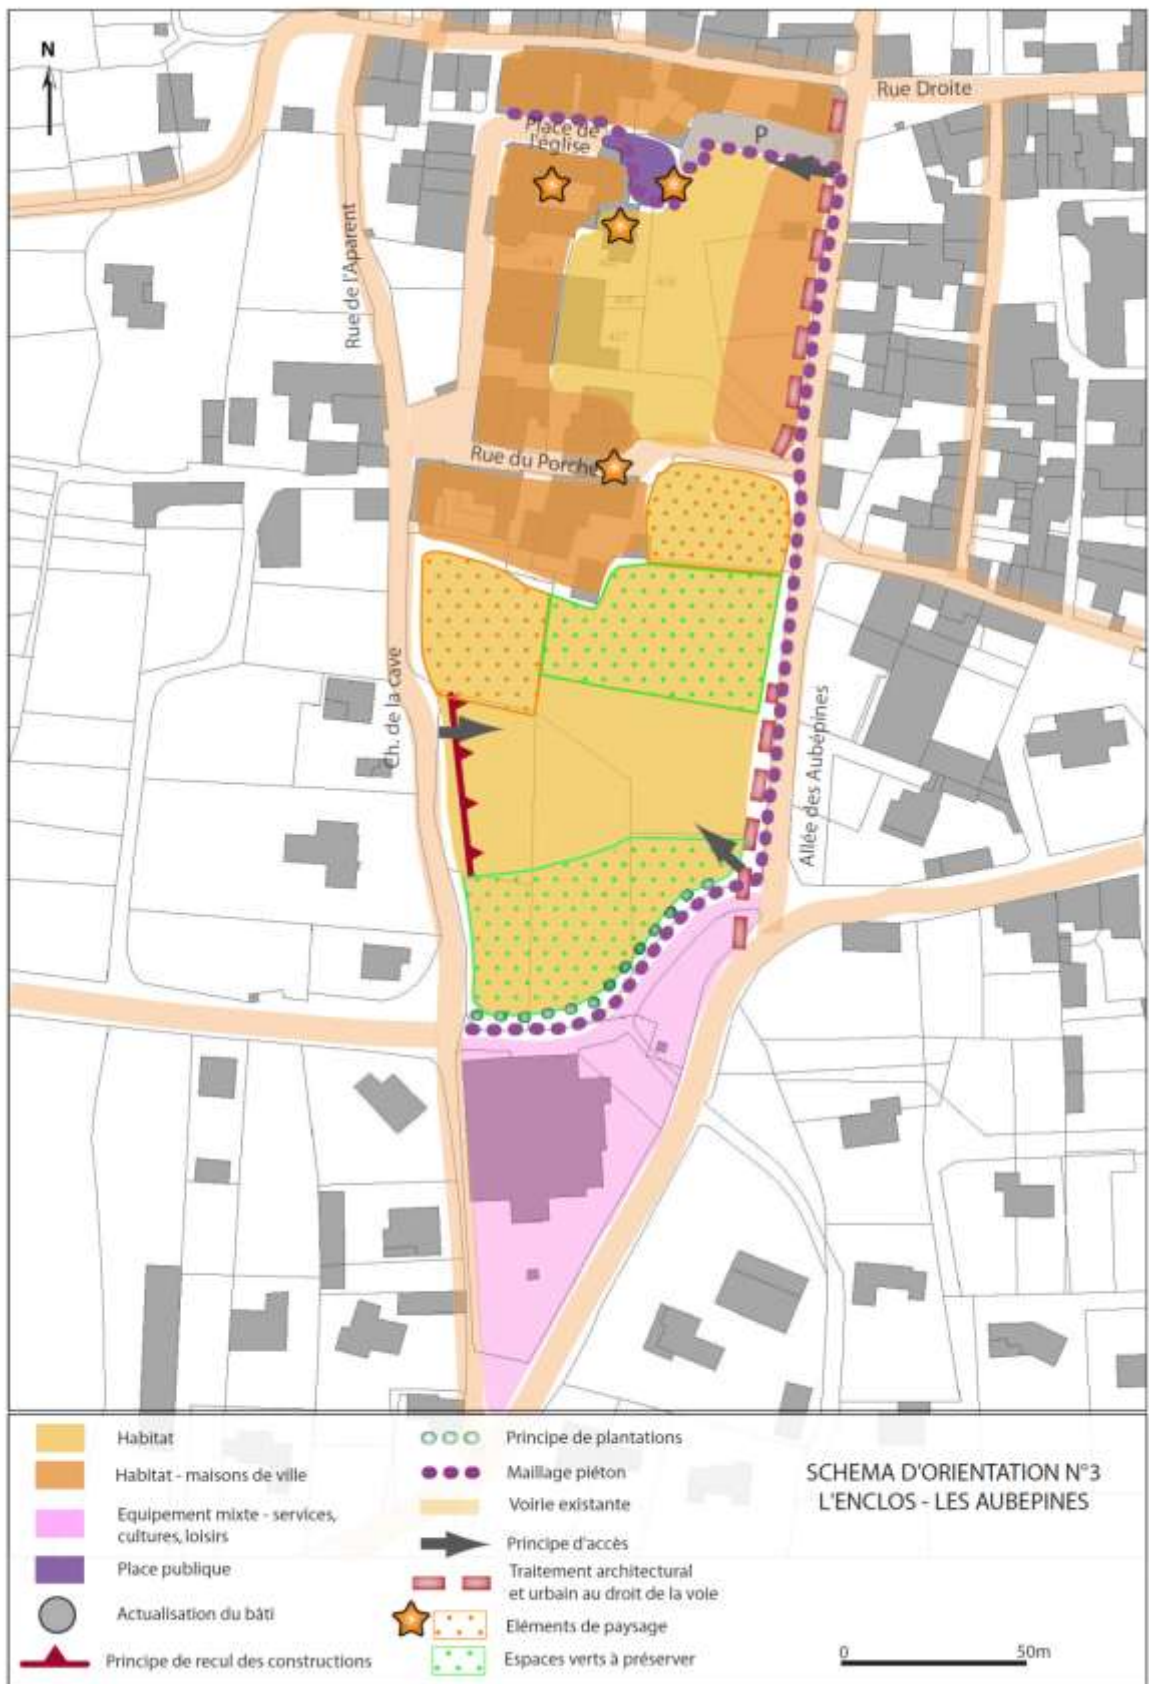 N
Rue Droite
P
Place de
l'église
Rue de l'Aparent
Rue du Porche
Ch. de la cave
Allée des Aubépines
Habitat
Habitat - maisons de ville
Equipement mixte - services,
cultures, loisirs
Place publique
Actualisation du bâti
Principe de recul des constructions
Principe de plantations
Maillage piéton
Voirie existante
Principe d'accès
Traitement architectural
et urbain au droit de la voie
Eléments de paysage
Espaces verts à préserver
SCHEMA D'ORIENTATION N°3
L'ENCLOS - LES AUBEPINES
0 50m